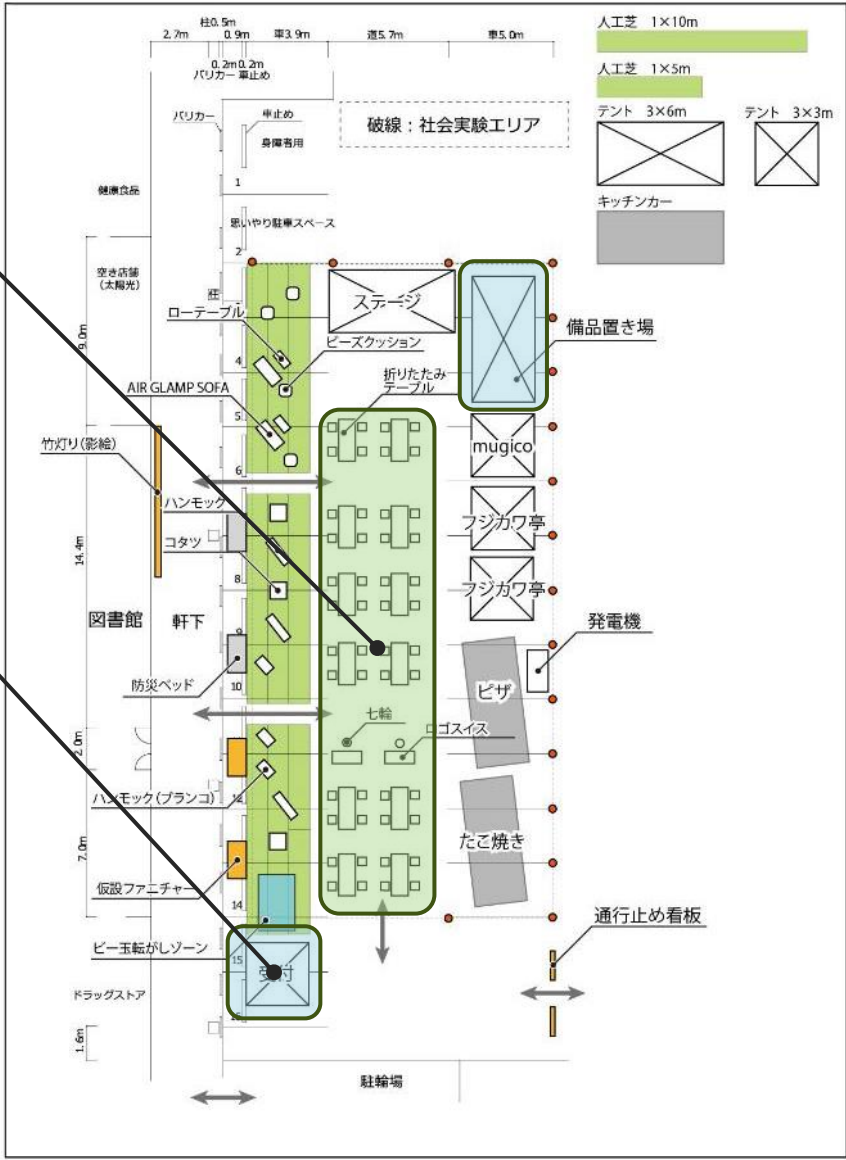 柱0.5m
2.7m 0.9m 車3.9m 道5.7m 車5.0m
0.2m 0.2m
バリカー 車止め
人工芝 1×10m
人工芝 1×5m
テント 3×6m テント 3×3m
キッチンカー
破線：社会実験エリア
バリカー 車止め
身障者用
健康食品
1
思いやり駐車スペース
2
空き店舗
（太陽光）
ステージ
ローテーブル
ビーズクッション
備品置き場
9.0m
4
折りたたみ
テーブル
AIR GLAMP SOFA
5
竹灯り（影絵）
mugico
6
ハンモック
フジカワ亭
コタツ
14.4m
8
フジカワ亭
図書館 軒下
9
発電機
防災ベッド
10
ピザ
七輪
ロゴスイス
2.0m
ハンモック（ブランコ）
12
たこ焼き
7.0m
仮設ファニチャー
14
通行止め看板
ビー玉転がしゾーン
15
受付
ドラッグストア
16
1.6m
駐輪場